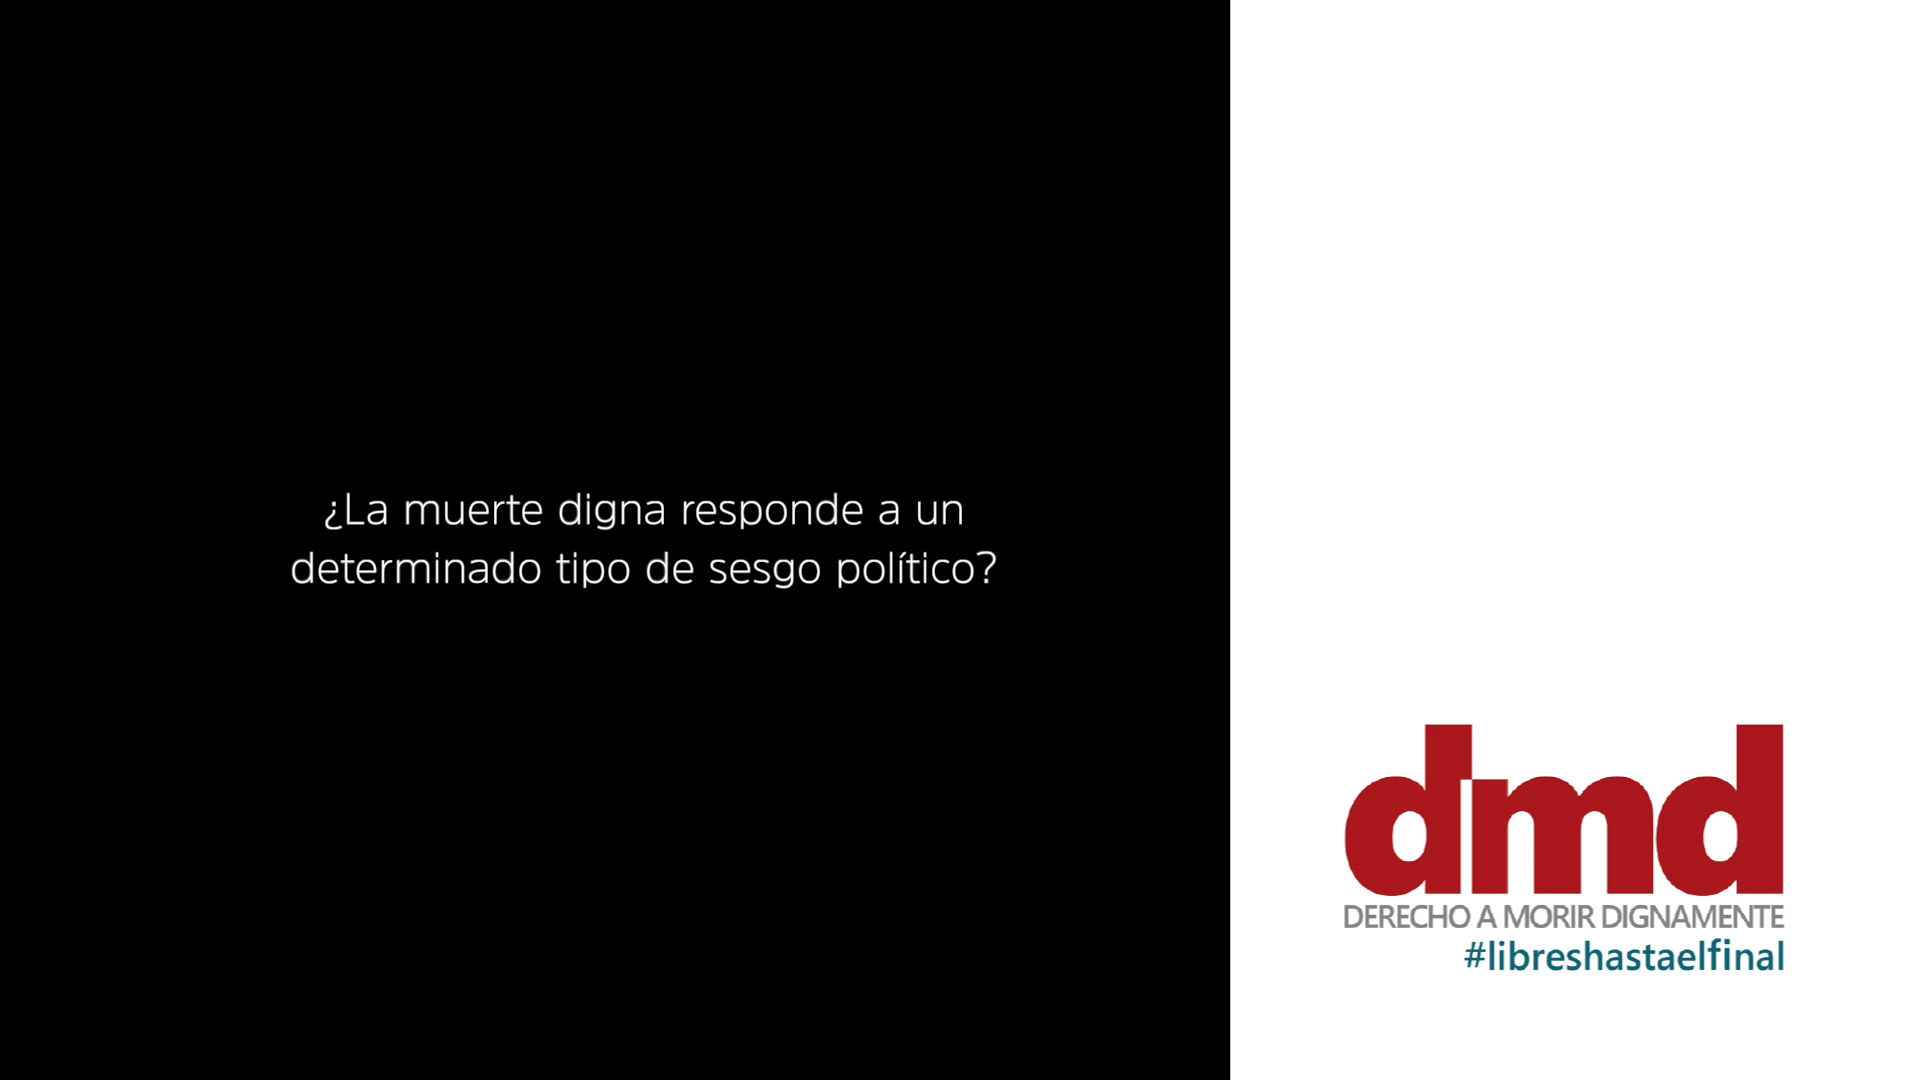 ¿La muerte digna responde a un
determinado tipo de sesgo político?
dmd
DERECHO A MORIR DIGNAMENTE
#libreshastaelfinal